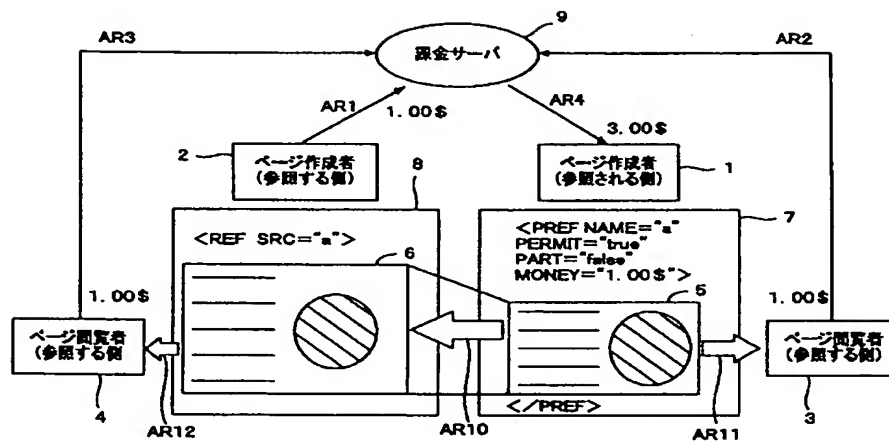 9
AR3
AR2
課金サーバ
AR1
1.00$
AR4
3.00$
2
ページ作成者
(参照する側)
8
ページ作成者
(参照される側)
1
7
<REF SRC="a">
6
<PREF NAME="a"
PERMIT="true"
PART="false"
MONEY="1.00$">
5
1.00$
1.00$
ページ閲覧者
(参照する側
ページ閲覧者
(参照する側)
4
AR12
</PREF>
AR10
AR11
3